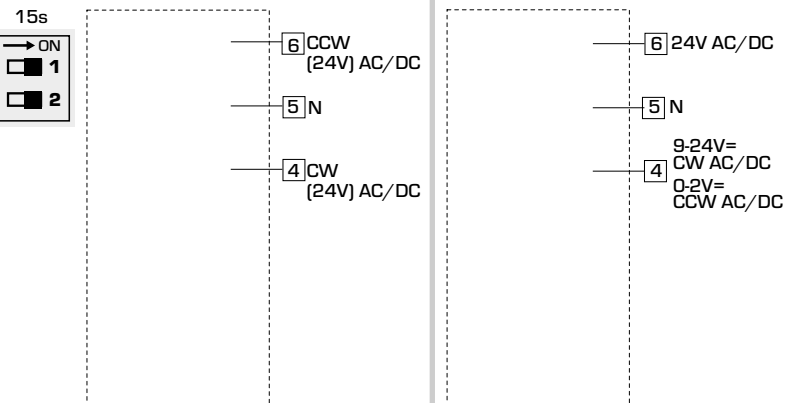 15s
→ ON
1
2
6 CCW
(24V) AC/DC
5 N
4 CW
(24V) AC/DC
6 24V AC/DC
5 N
4
9-24V=
CW AC/DC
0-2V=
CCW AC/DC